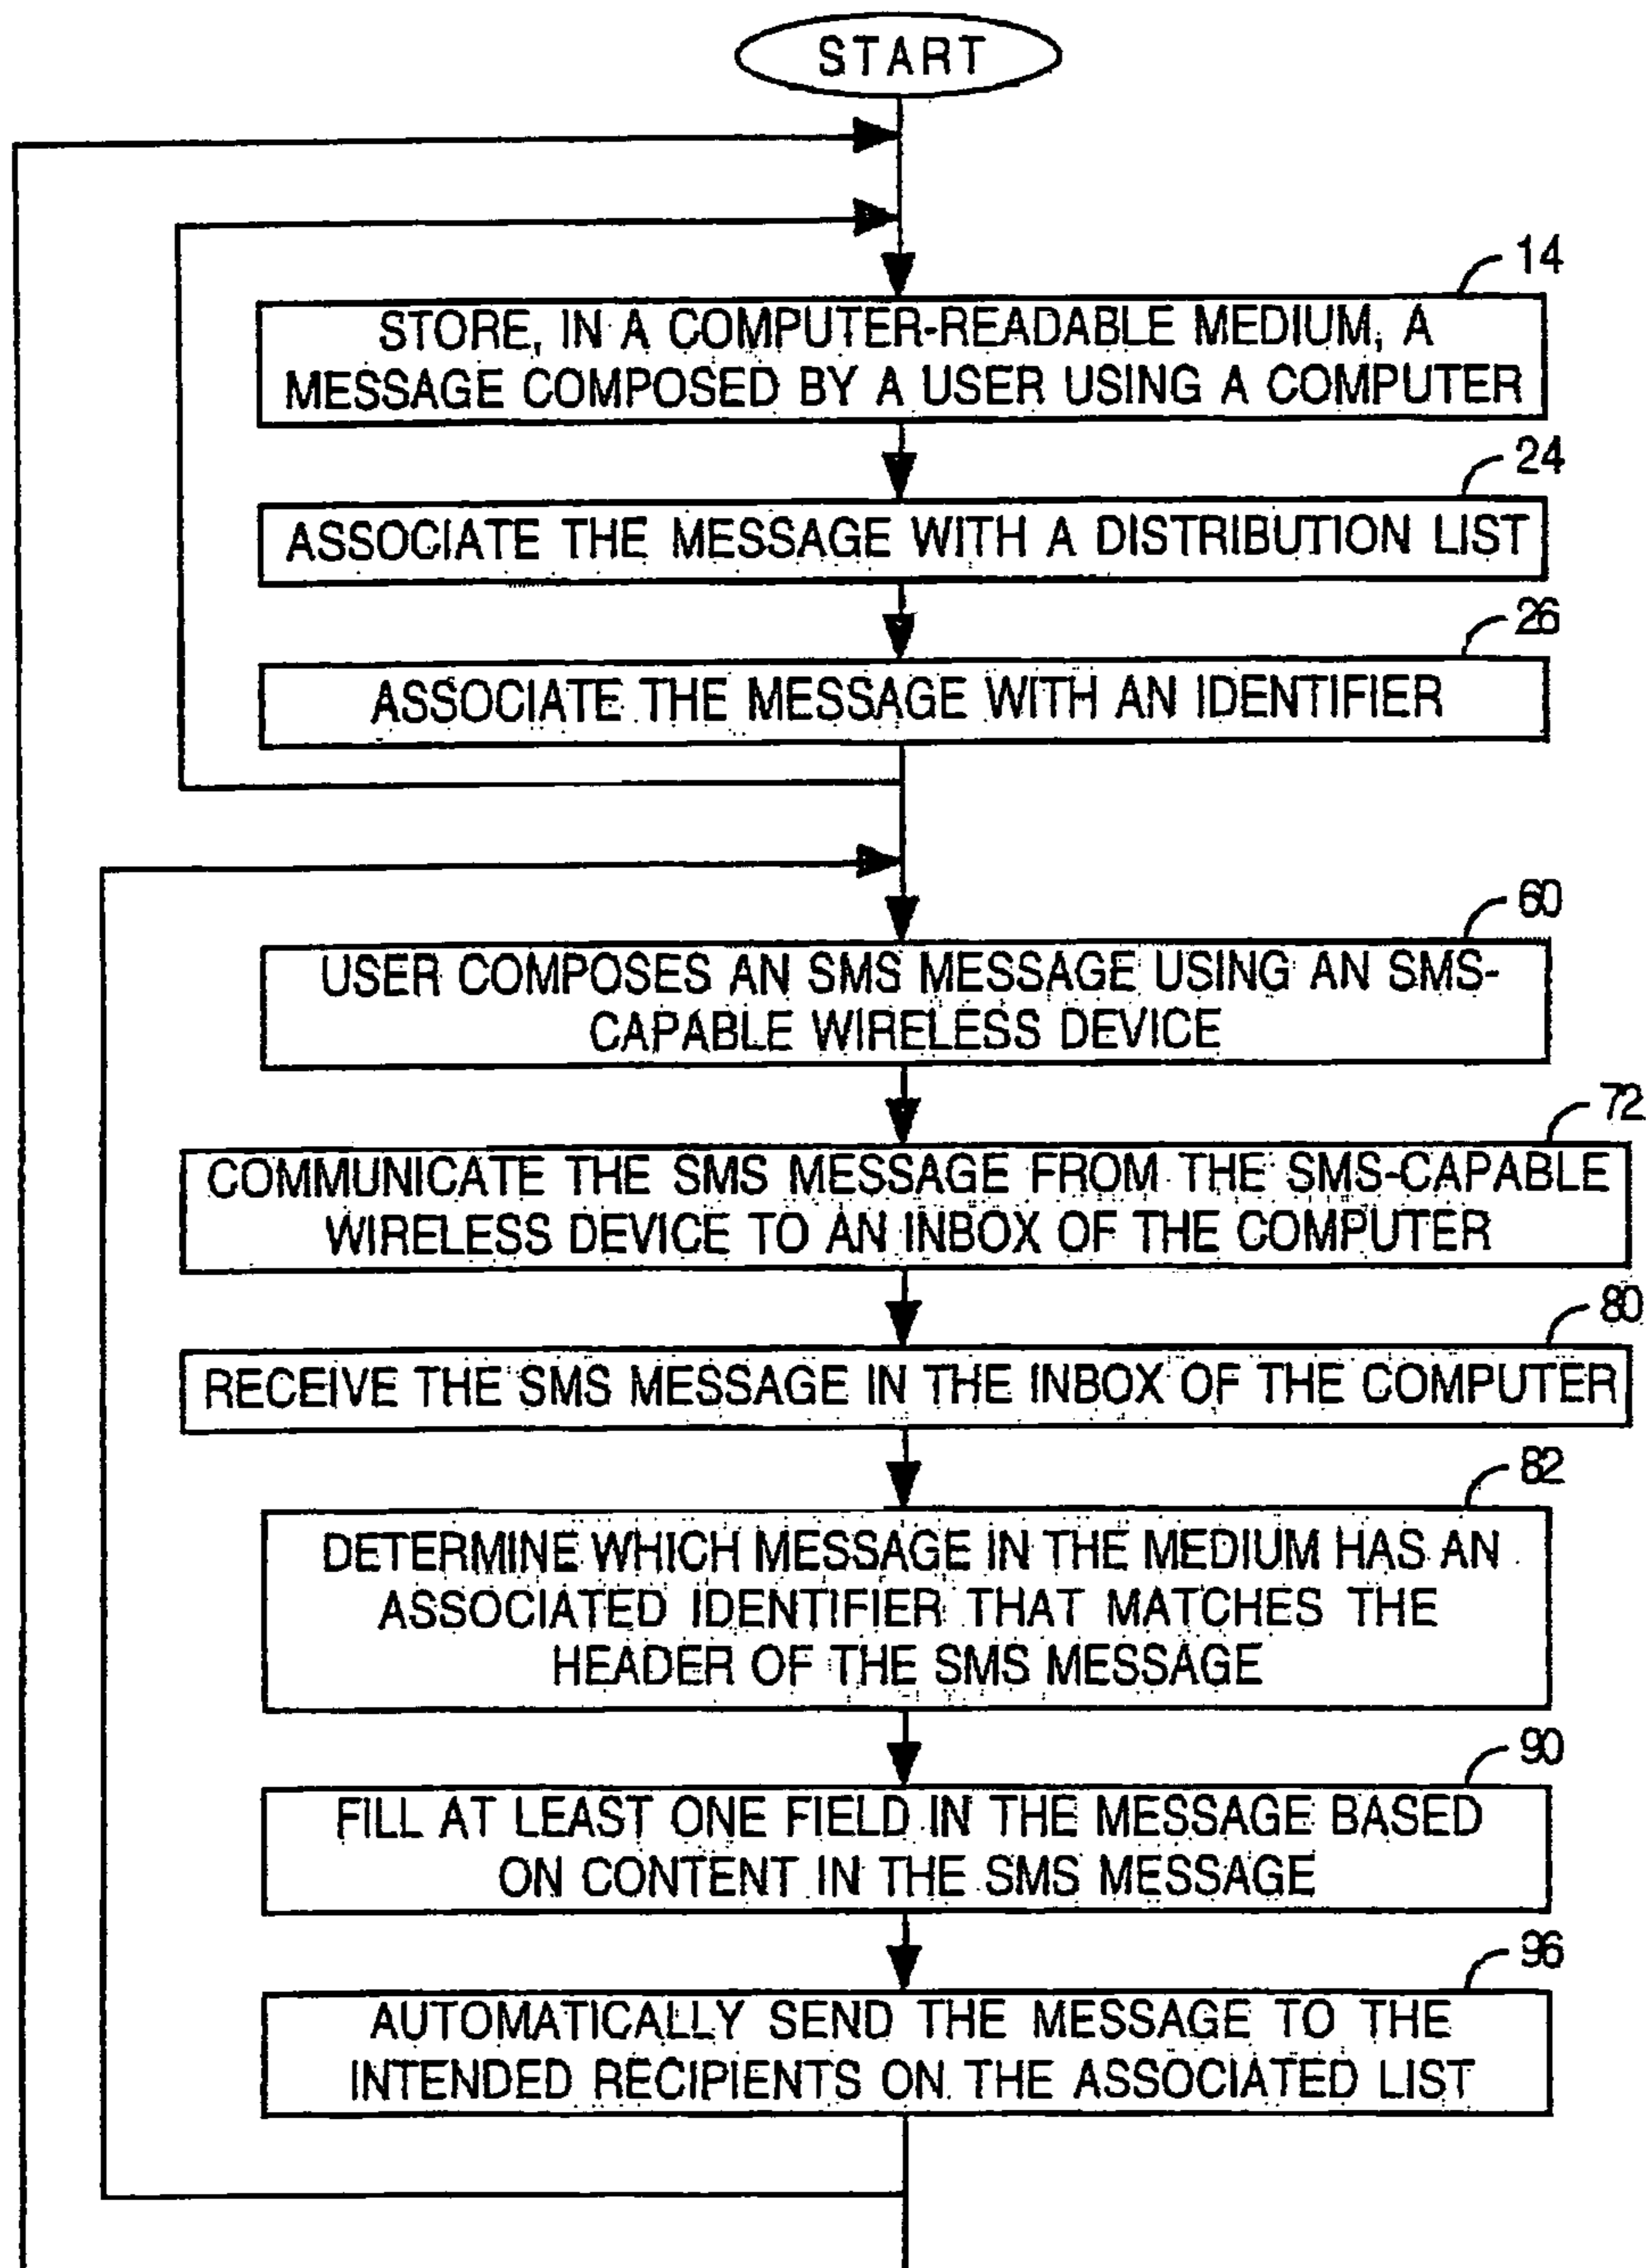 START
14
STORE, IN A COMPUTER-READABLE MEDIUM, A
MESSAGE COMPOSED BY A USER USING A COMPUTER
24
ASSOCIATE THE MESSAGE WITH A DISTRIBUTION LIST
26
ASSOCIATE THE MESSAGE WITH AN IDENTIFIER
60
USER COMPOSES AN SMS MESSAGE USING AN SMS-
CAPABLE WIRELESS DEVICE
72
COMMUNICATE THE SMS MESSAGE FROM THE SMS-CAPABLE
WIRELESS DEVICE TO AN INBOX OF THE COMPUTER
80
RECEIVE THE SMS MESSAGE IN THE INBOX OF THE COMPUTER
82
DETERMINE WHICH MESSAGE IN THE MEDIUM HAS AN
ASSOCIATED IDENTIFIER THAT MATCHES THE
HEADER OF THE SMS MESSAGE
90
FILL AT LEAST ONE FIELD IN THE MESSAGE BASED
ON CONTENT IN THE SMS MESSAGE
96
AUTOMATICALLY SEND THE MESSAGE TO THE
INTENDED RECIPIENTS ON THE ASSOCIATED LIST